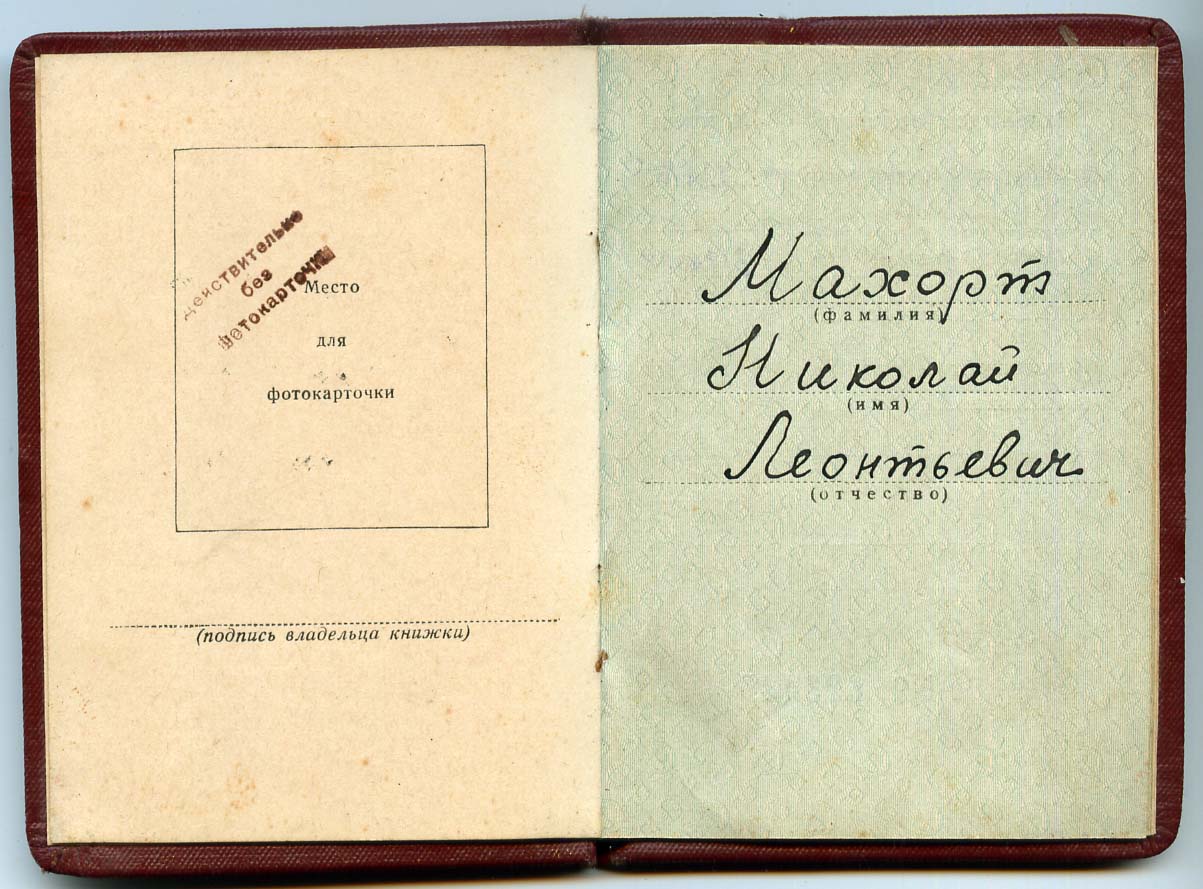 Действительно
без
фотокарточки
Место
для
фотокарточки
(подпись владельца книжки)
Махорт
(фамилия)
Николай
(имя)
Леонтьевич
(отчество)